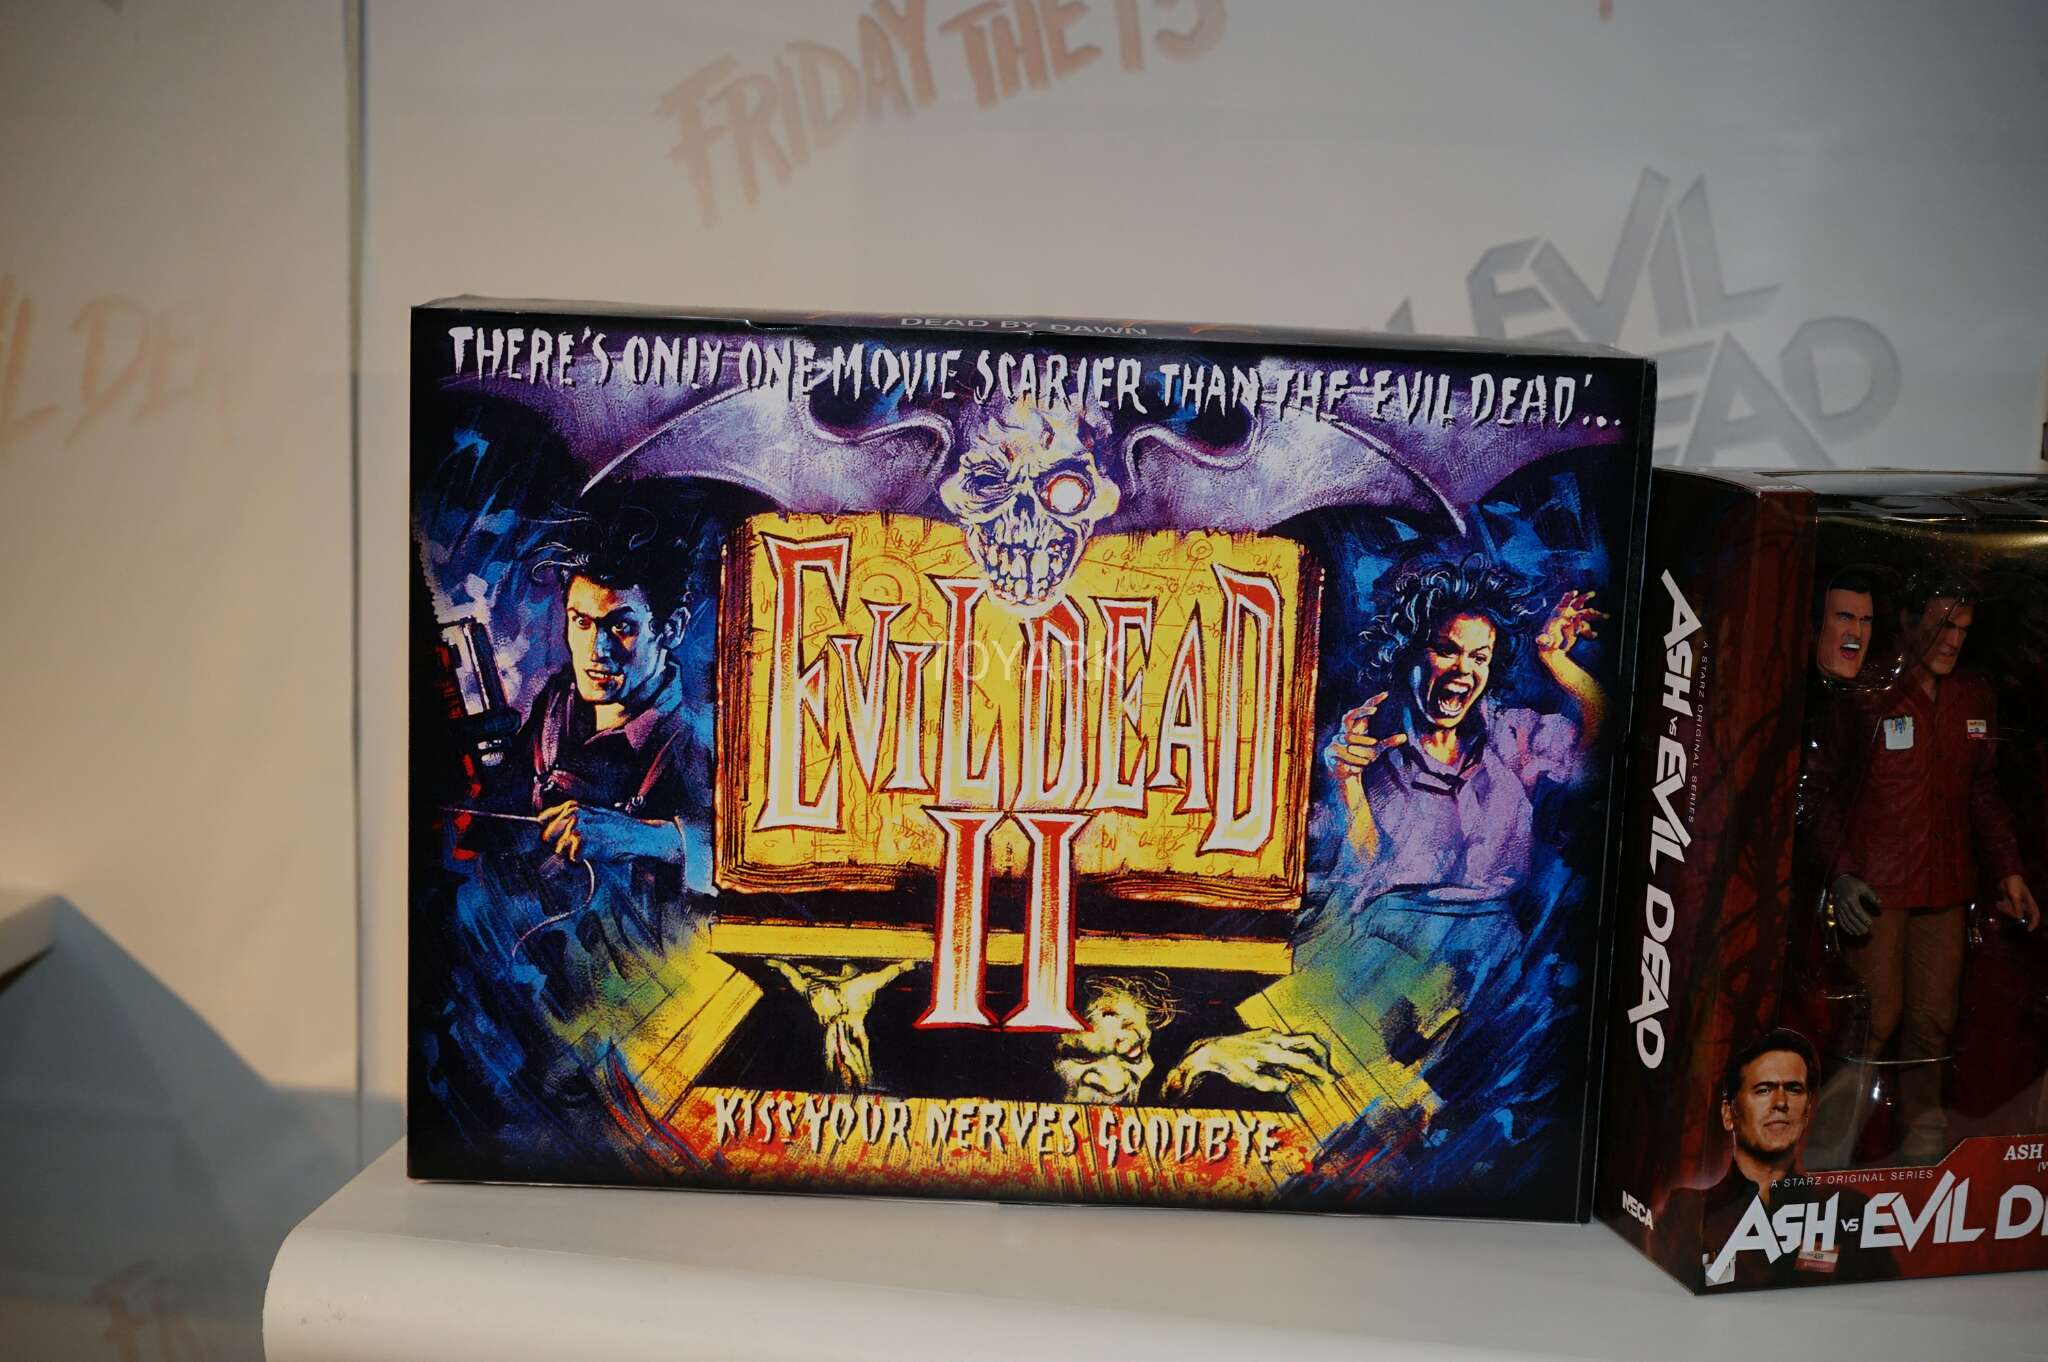 FRIDAY THE 13
EVIL
DEAD
DEAD BY DAWN
THERE'S ONLY ONE MOVIE SCARIER THAN THE 'EVIL DEAD'...
EVIL DEAD
II
TOYARK
KISS YOUR NERVES GOODBYE
A STARZ ORIGINAL SERIES
ASH VS EVIL DEAD
NECA
ASH
A STARZ ORIGINAL SERIES
ASH VS EVIL DE